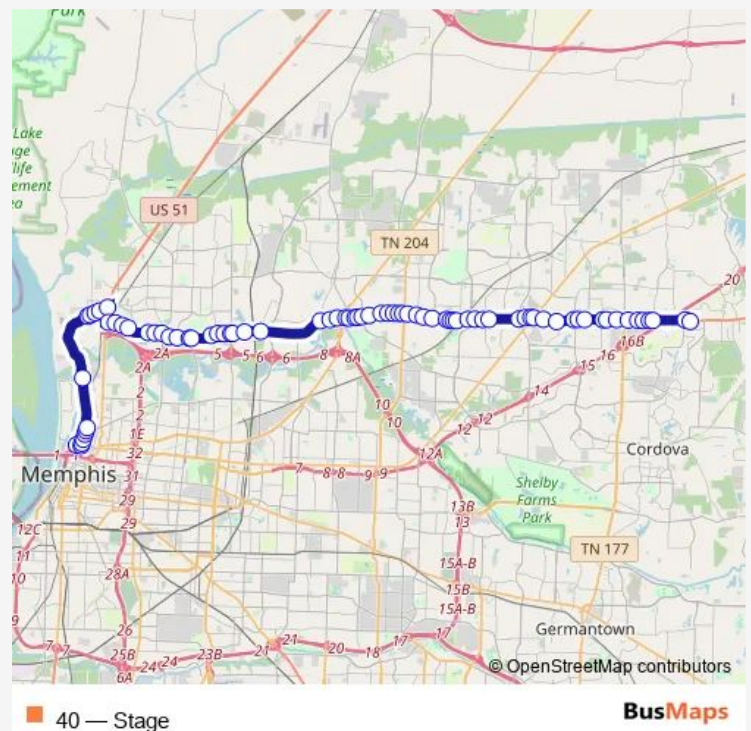 Park
Lake
life
ement
ea
US 51
TN 204
20
2A
5
5
6
6
8
8A
16B
2A
16
15
2
14
10
2
10
12
1E
12
1
1
32
12A
Cordova
7
8
8
9
9
Memphis
31
Shelby
Farms
Park
29
13B
12C
29
13
TN 177
11
28A
15A-B
10
15B
15A-B
9
26
Germantown
21
21
17
17
7
7
25B
23B
20
18
24
24
6A
© OpenStreetMap contributors
40 — Stage
BusMaps